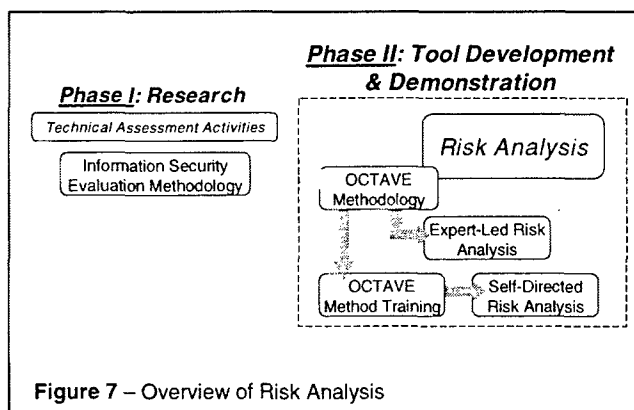 Phase I: Research
Technical Assessment Activities
Information Security
Evaluation Methodology
Phase II: Tool Development
& Demonstration
Risk Analysis
OCTAVE
Methodology
Expert-Led Risk
Analysis
OCTAVE
Method Training
Self-Directed
Risk Analysis
Figure 7 – Overview of Risk Analysis